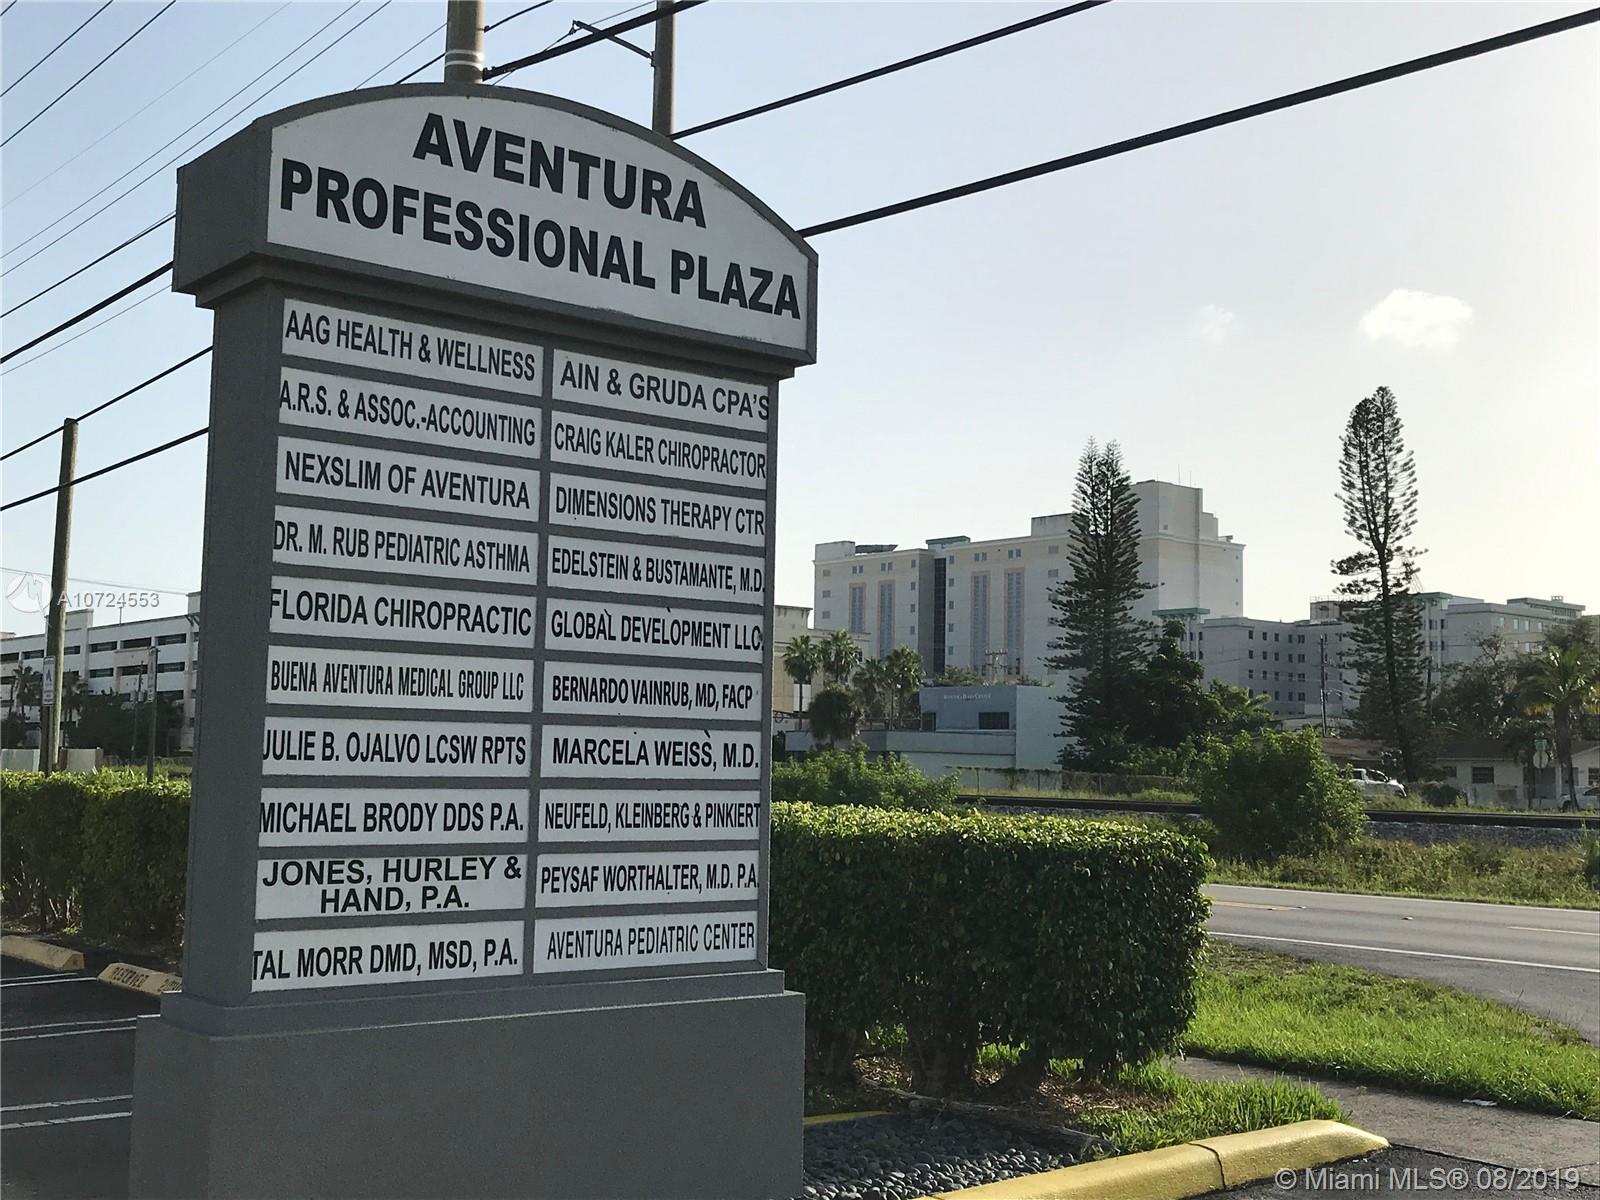 AVENTURA
PROFESSIONAL PLAZA
AAG HEALTH & WELLNESS
A.R.S. & ASSOC.-ACCOUNTING
NEXSLIM OF AVENTURA
DR. M. RUB PEDIATRIC ASTHMA
FLORIDA CHIROPRACTIC
BUENA AVENTURA MEDICAL GROUP LLC
JULIE B. OJALVO LCSW RPTS
MICHAEL BRODY DDS P.A.
JONES, HURLEY &
HAND, P.A.
TAL MORR DMD, MSD, P.A.
AIN & GRUDA CPA'S
CRAIG KALER CHIROPRACTOR
DIMENSIONS THERAPY CTR
EDELSTEIN & BUSTAMANTE, M.D.
GLOBAL DEVELOPMENT LLC
BERNARDO VAINRUB, MD, FACP
MARCELA WEISS, M.D.
NEUFELD, KLEINBERG & PINKIERT
PEYSAF WORTHALTER, M.D. P.A.
AVENTURA PEDIATRIC CENTER
A10724553
RESERVED
© Miami MLS® 08/2019